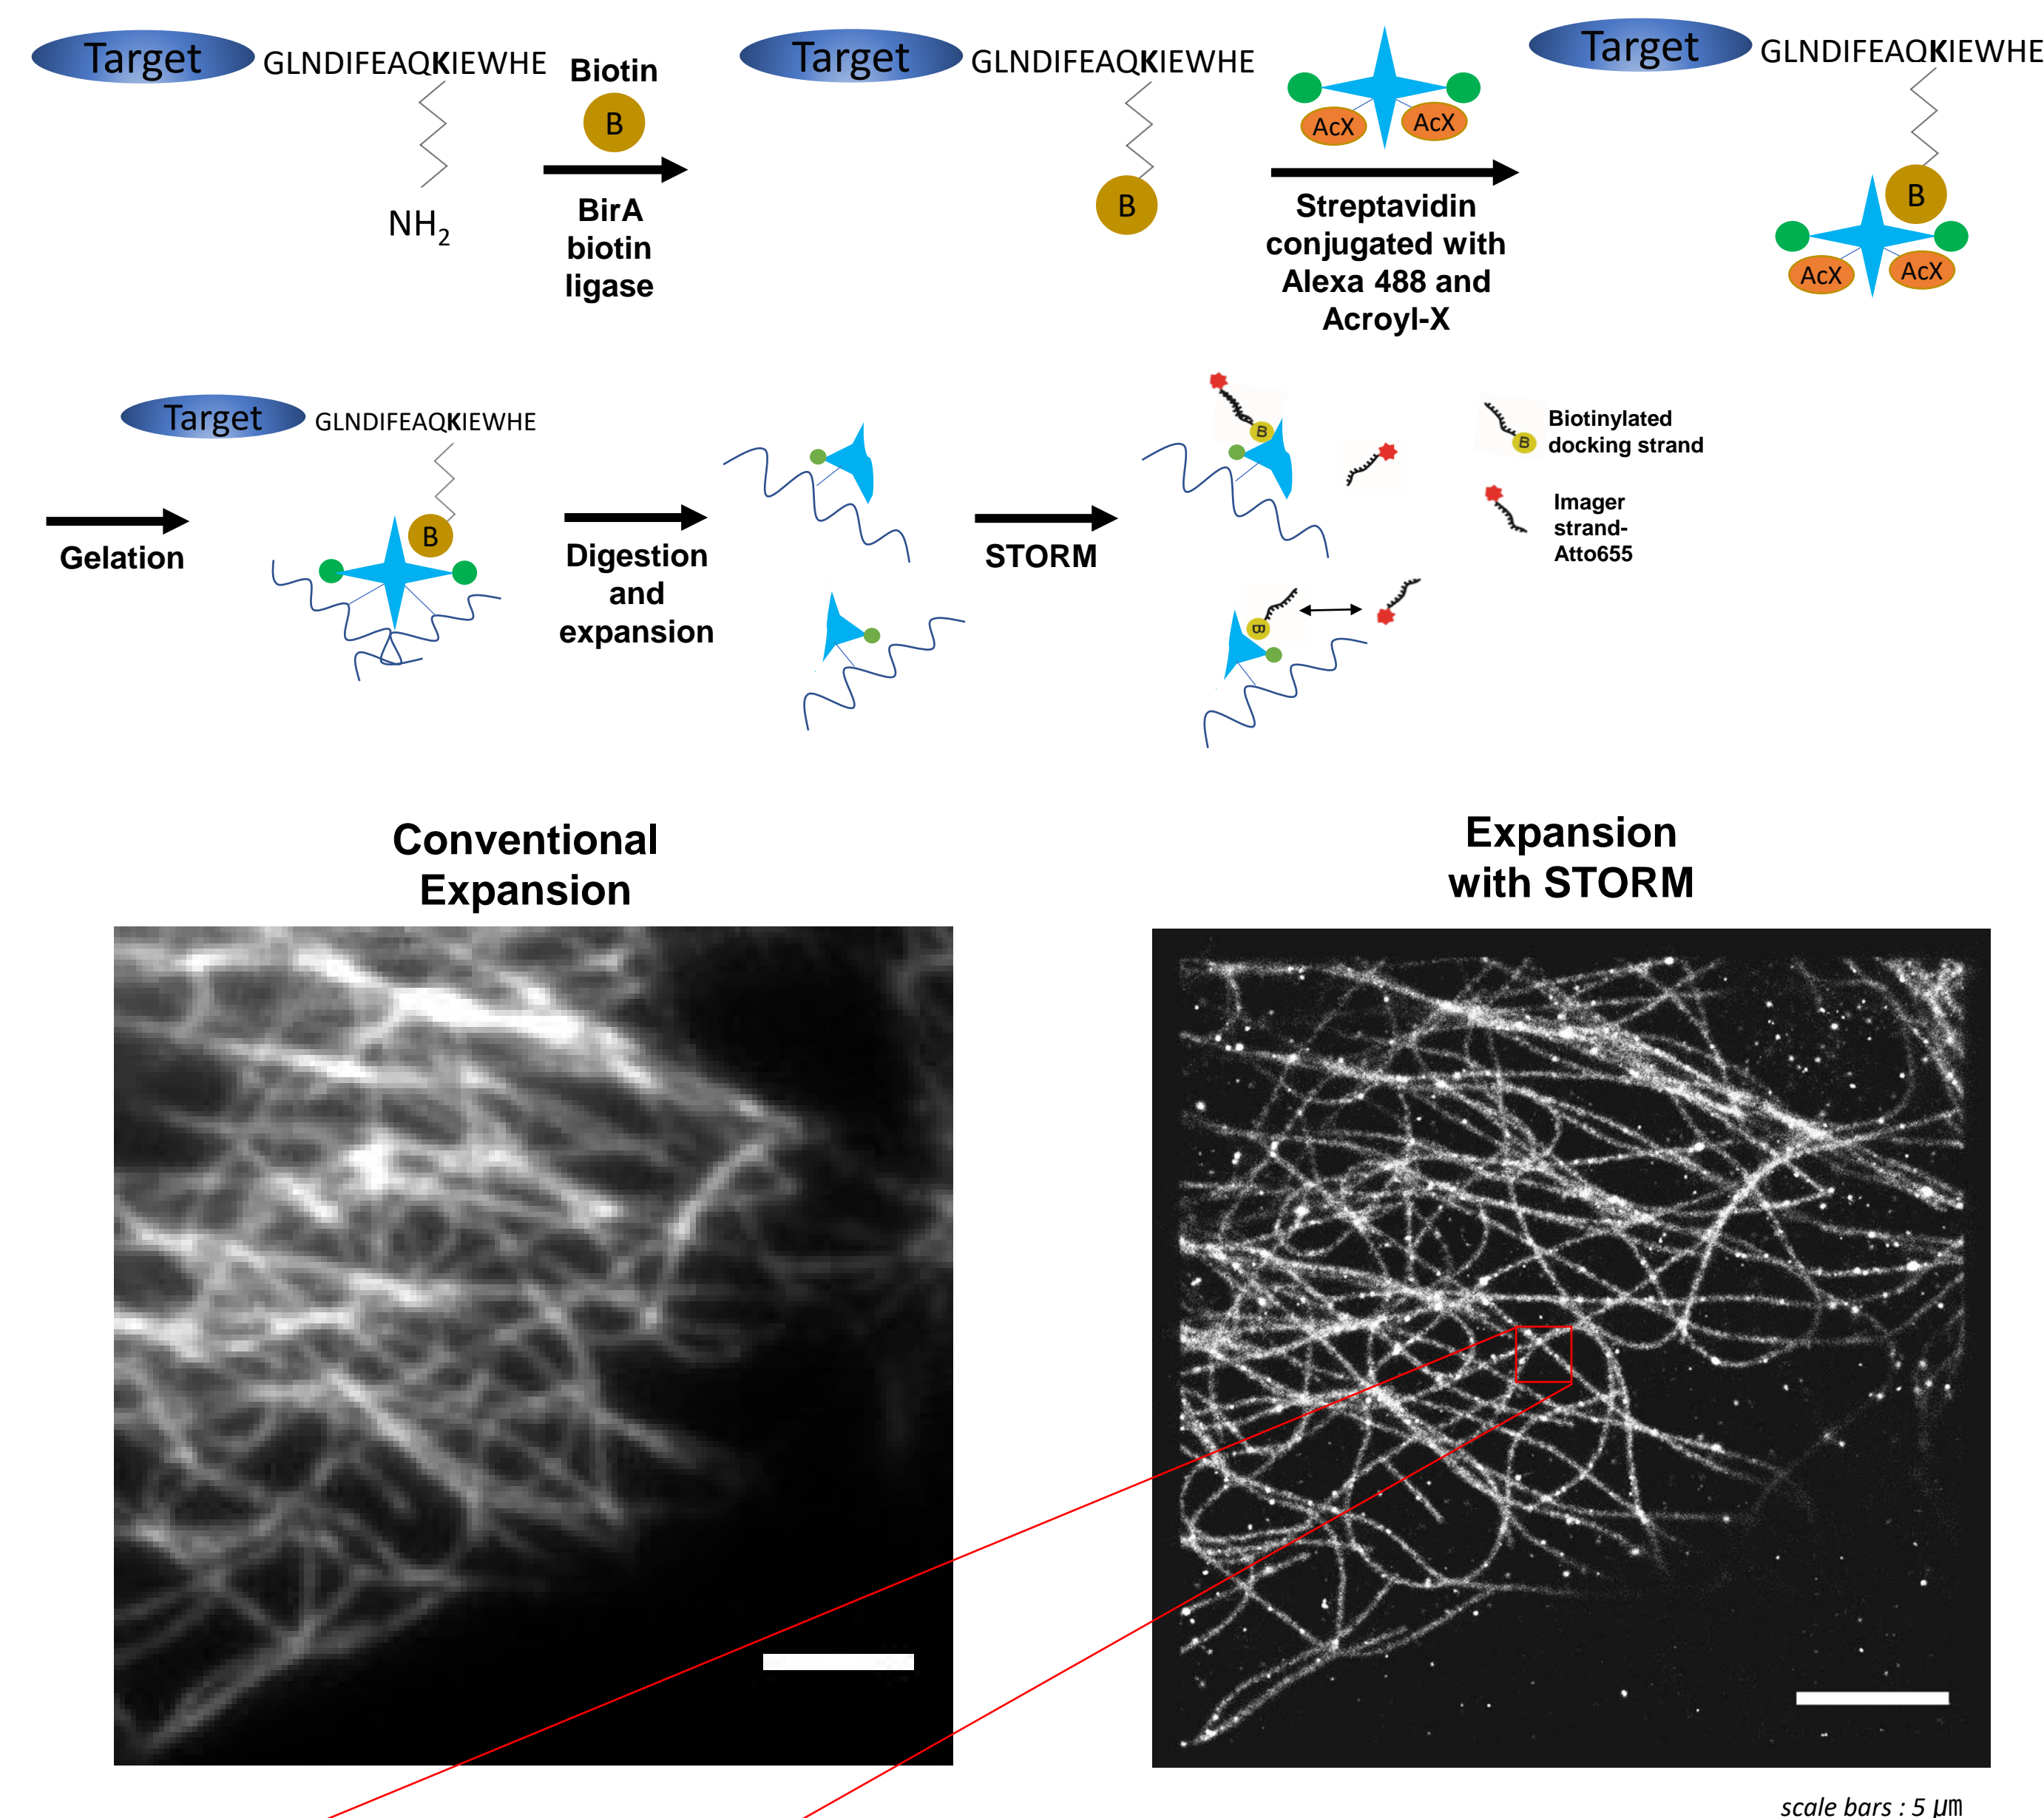 Target GLNDIFEAQKIEWHE
NH2
Biotin
B
BirA
biotin
ligase
Target GLNDIFEAQKIEWHE
B
AcX AcX
Streptavidin
conjugated with
Alexa 488 and
Acroyl-X
Target GLNDIFEAQKIEWHE
B
AcX AcX
Gelation
Target GLNDIFEAQKIEWHE
B
Digestion
and
expansion
STORM
B
B
B
Biotinylated
docking strand
Imager
strand-
Atto655
Conventional
Expansion
Expansion
with STORM
scale bars : 5 μm